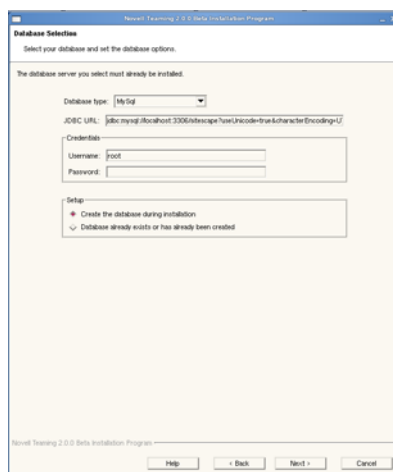 Novell Teaming 2.0.0 Beta Installation Program
Database Selection
Select your database and set the database options.
The database server you select must already be installed.
Database type: MySql
JDBC URL: jdbc:mysql://localhost:3306/sitescape?useUnicode=true&characterEncoding=U
Credentials
Username: root
Password:
Setup
Create the database during installation
Database already exists or has already been created
Novell Teaming 2.0.0 Beta Installation Program
Help < Back Next > Cancel